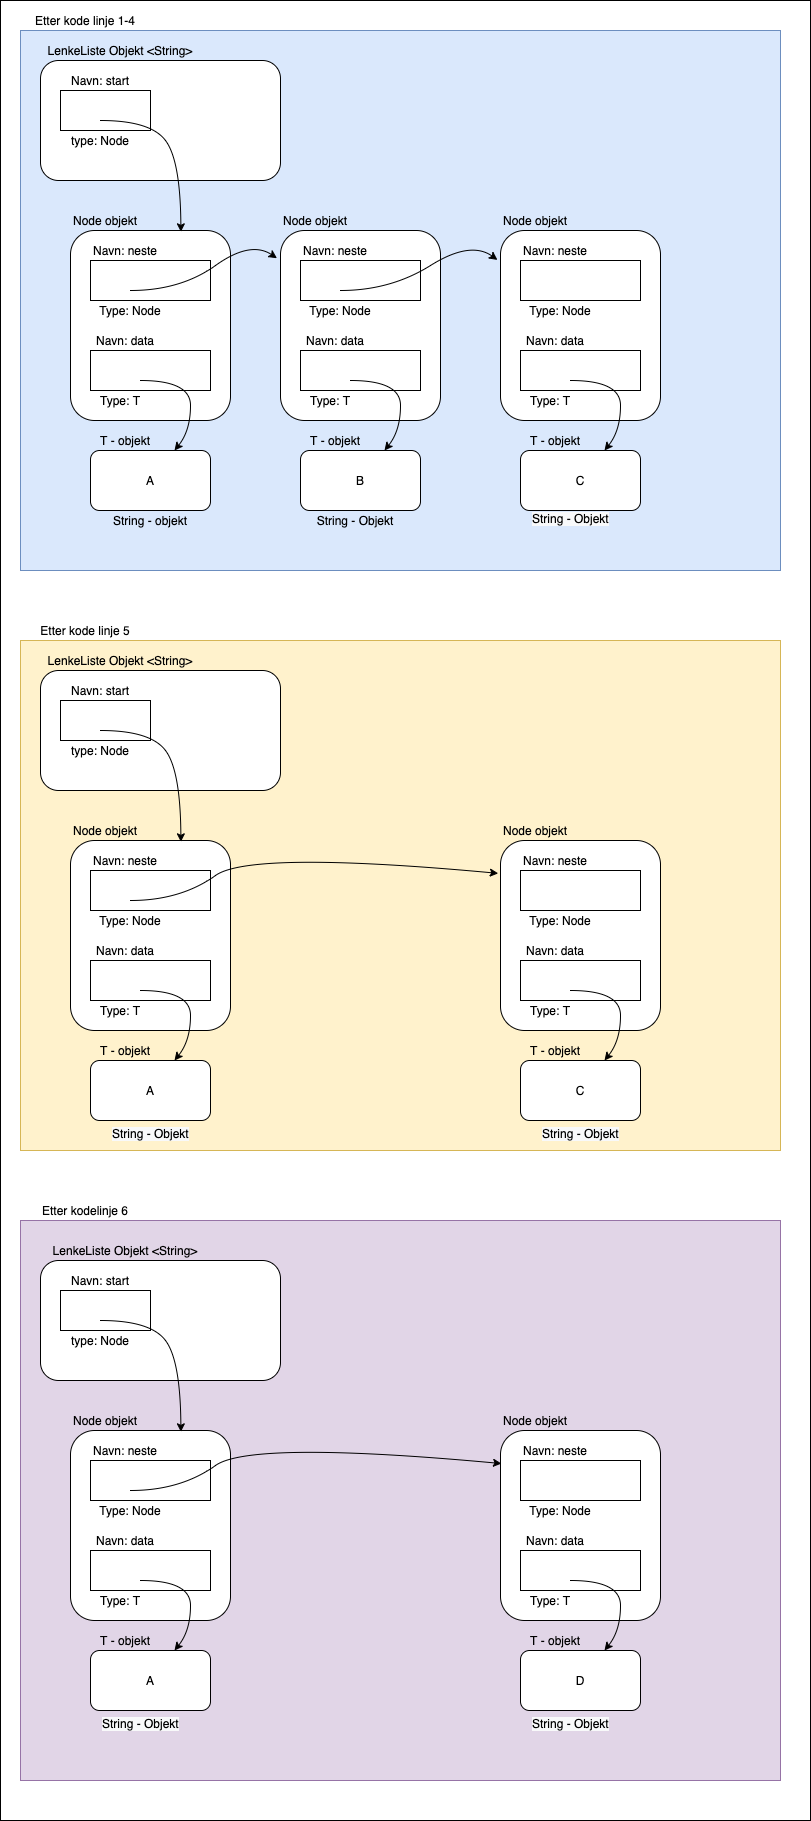 Etter kode linje 1-4
LenkeListe Objekt <String>
Navn: start
type: Node
Node objekt
Node objekt
Node objekt
Navn: neste
Navn: neste
Navn: neste
Type: Node
Type: Node
Type: Node
Navn: data
Navn: data
Navn: data
Type: T
Type: T
Type: T
T - objekt
T - objekt
T - objekt
A
B
C
String - objekt
String - Objekt
String - Objekt
Etter kode linje 5
LenkeListe Objekt <String>
Navn: start
type: Node
Node objekt
Node objekt
Navn: neste
Navn: neste
Type: Node
Type: Node
Navn: data
Navn: data
Type: T
Type: T
T - objekt
T - objekt
A
C
String - Objekt
String - Objekt
Etter kodelinje 6
LenkeListe Objekt <String>
Navn: start
type: Node
Node objekt
Node objekt
Navn: neste
Navn: neste
Type: Node
Type: Node
Navn: data
Navn: data
Type: T
Type: T
T - objekt
T - objekt
A
D
String - Objekt
String - Objekt